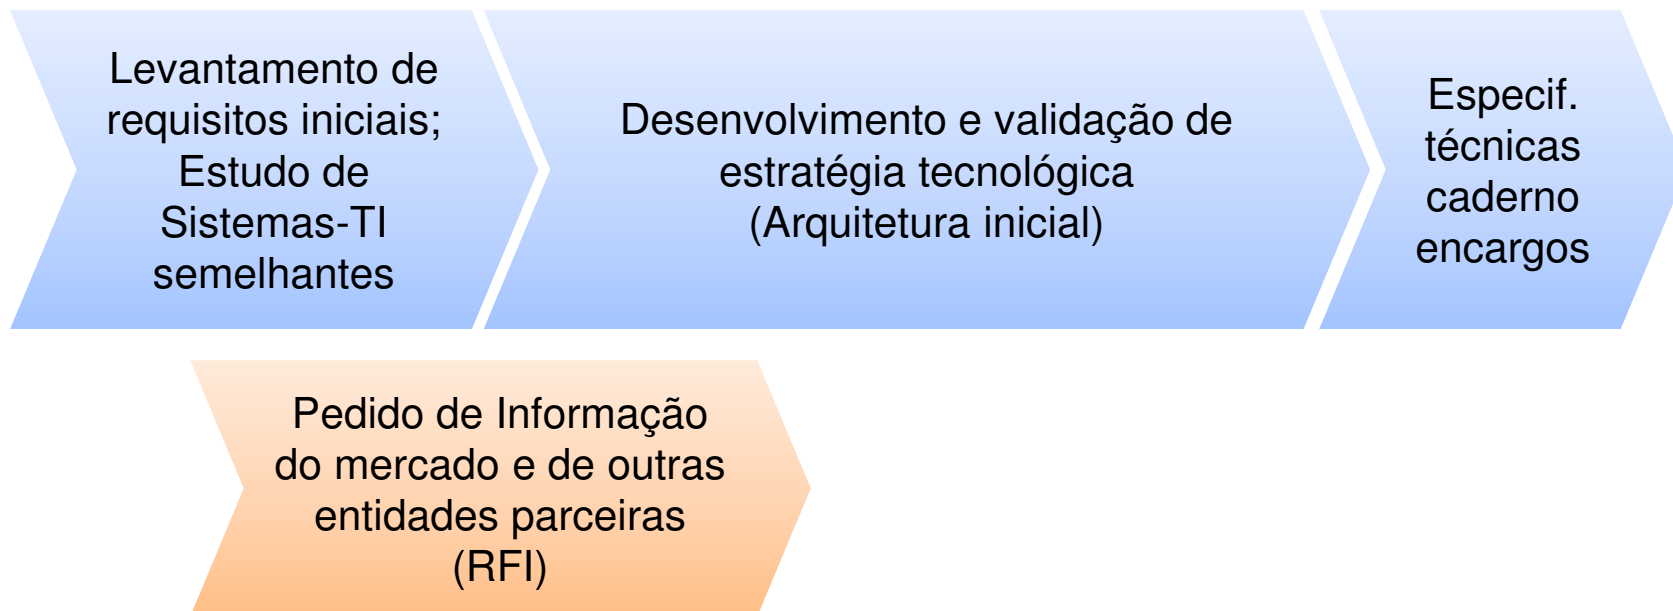 Levantamento de
requisitos iniciais;
Estudo de
Sistemas-TI
semelhantes
Desenvolvimento e validação de
estratégia tecnológica
(Arquitetura inicial)
Especif.
técnicas
caderno
encargos
Pedido de Informação
do mercado e de outras
entidades parceiras
(RFI)